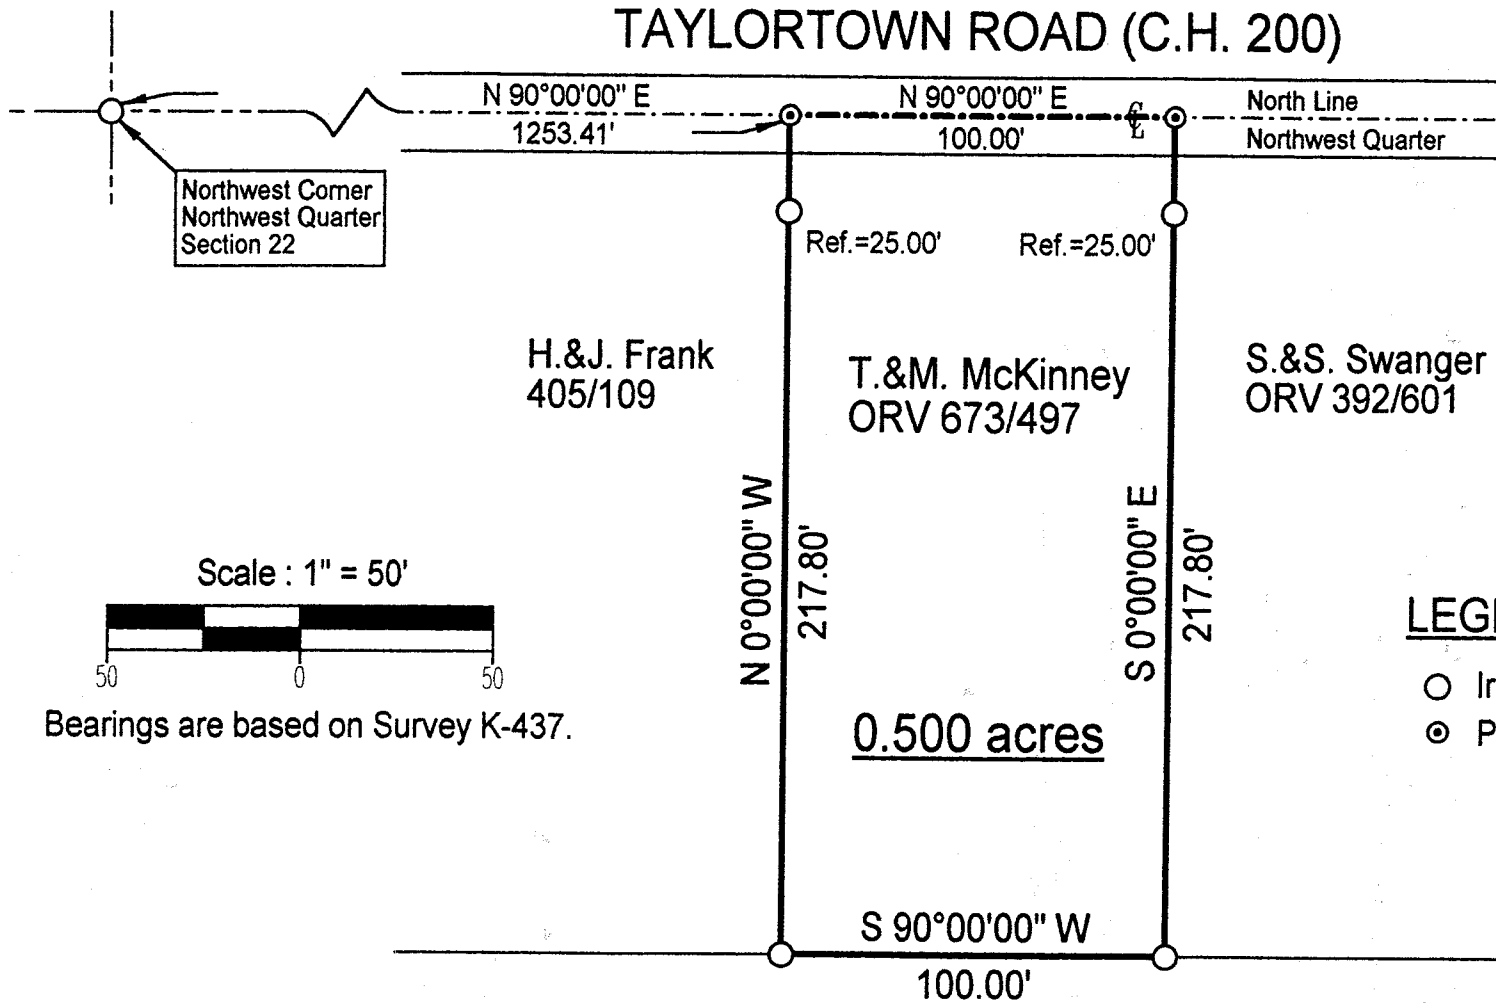 TAYLORTOWN ROAD (C.H. 200)
N 90°00'00" E
1253.41'
N 90°00'00" E
100.00'
North Line
Northwest Quarter
Northwest Corner
Northwest Quarter
Section 22
Ref.=25.00'
Ref.=25.00'
H.&J. Frank
405/109
T.&M. McKinney
ORV 673/497
S.&S. Swanger
ORV 392/601
N 0°00'00" W
217.80'
S 0°00'00" E
217.80'
Scale : 1" = 50'
50 0 50
Bearings are based on Survey K-437.
0.500 acres
S 90°00'00" W
100.00'